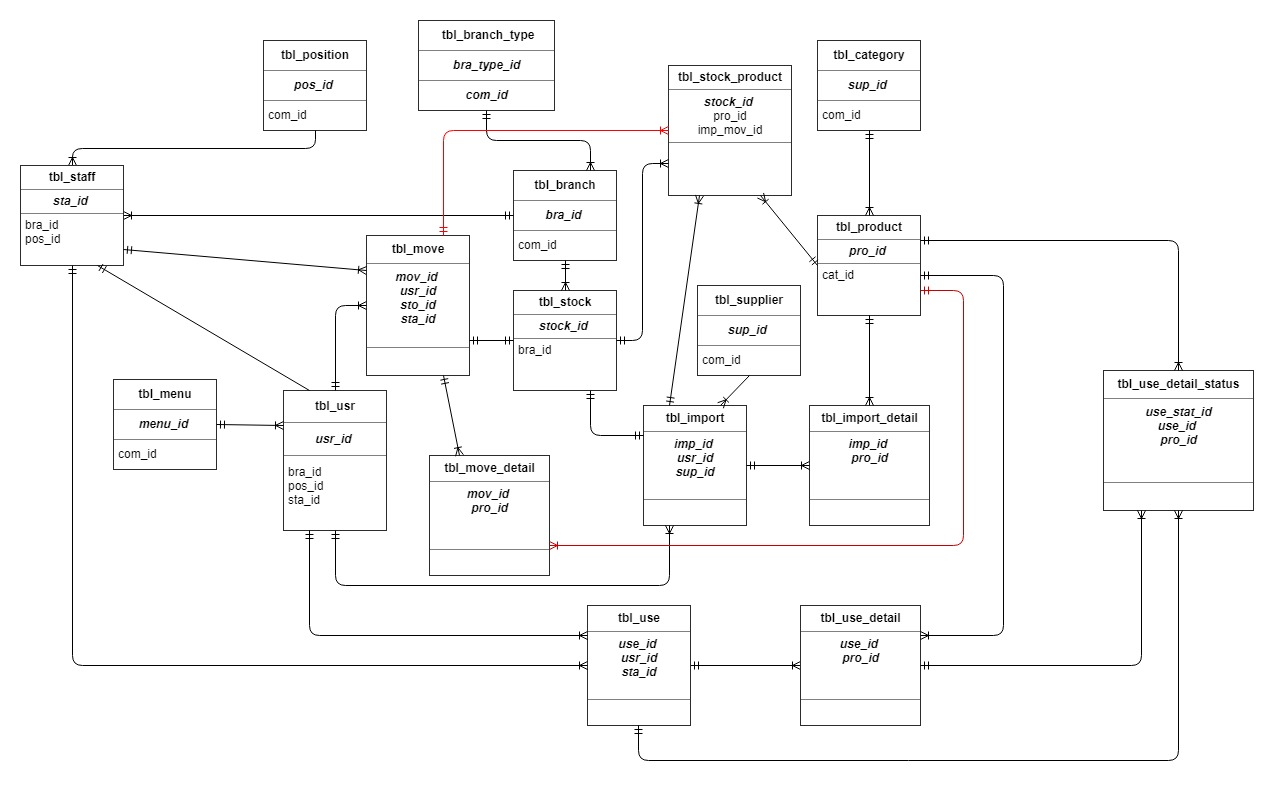 tbl_branch_type
bra_type_id
com_id
tbl_position
pos_id
com_id
tbl_category
sup_id
com_id
tbl_stock_product
stock_id
pro_id
imp_mov_id
tbl_staff
sta_id
bra_id
pos_id
tbl_branch
bra_id
com_id
tbl_product
pro_id
cat_id
tbl_move
mov_id
usr_id
sto_id
sta_id
tbl_stock
stock_id
bra_id
tbl_supplier
sup_id
com_id
tbl_menu
menu_id
com_id
tbl_usr
usr_id
bra_id
pos_id
sta_id
tbl_import
imp_id
usr_id
sup_id
tbl_import_detail
imp_id
pro_id
tbl_use_detail_status
use_stat_id
use_id
pro_id
tbl_move_detail
mov_id
pro_id
tbl_use
use_id
usr_id
sta_id
tbl_use_detail
use_id
pro_id